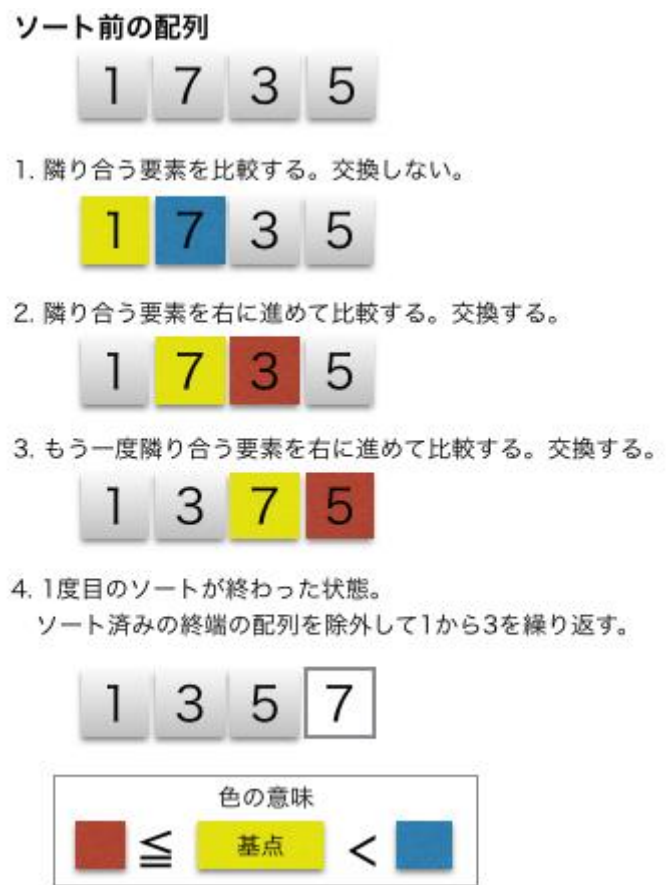 ソート前の配列
1 7 3 5
1. 隣り合う要素を比較する。交換しない。
1 7 3 5
2. 隣り合う要素を右に進めて比較する。交換する。
1 7 3 5
3. もう一度隣り合う要素を右に進めて比較する。交換する。
1 3 7 5
4. 1度目のソートが終わった状態。
ソート済みの終端の配列を除外して1から3を繰り返す。
1 3 5 7
色の意味
≦ 基点 <